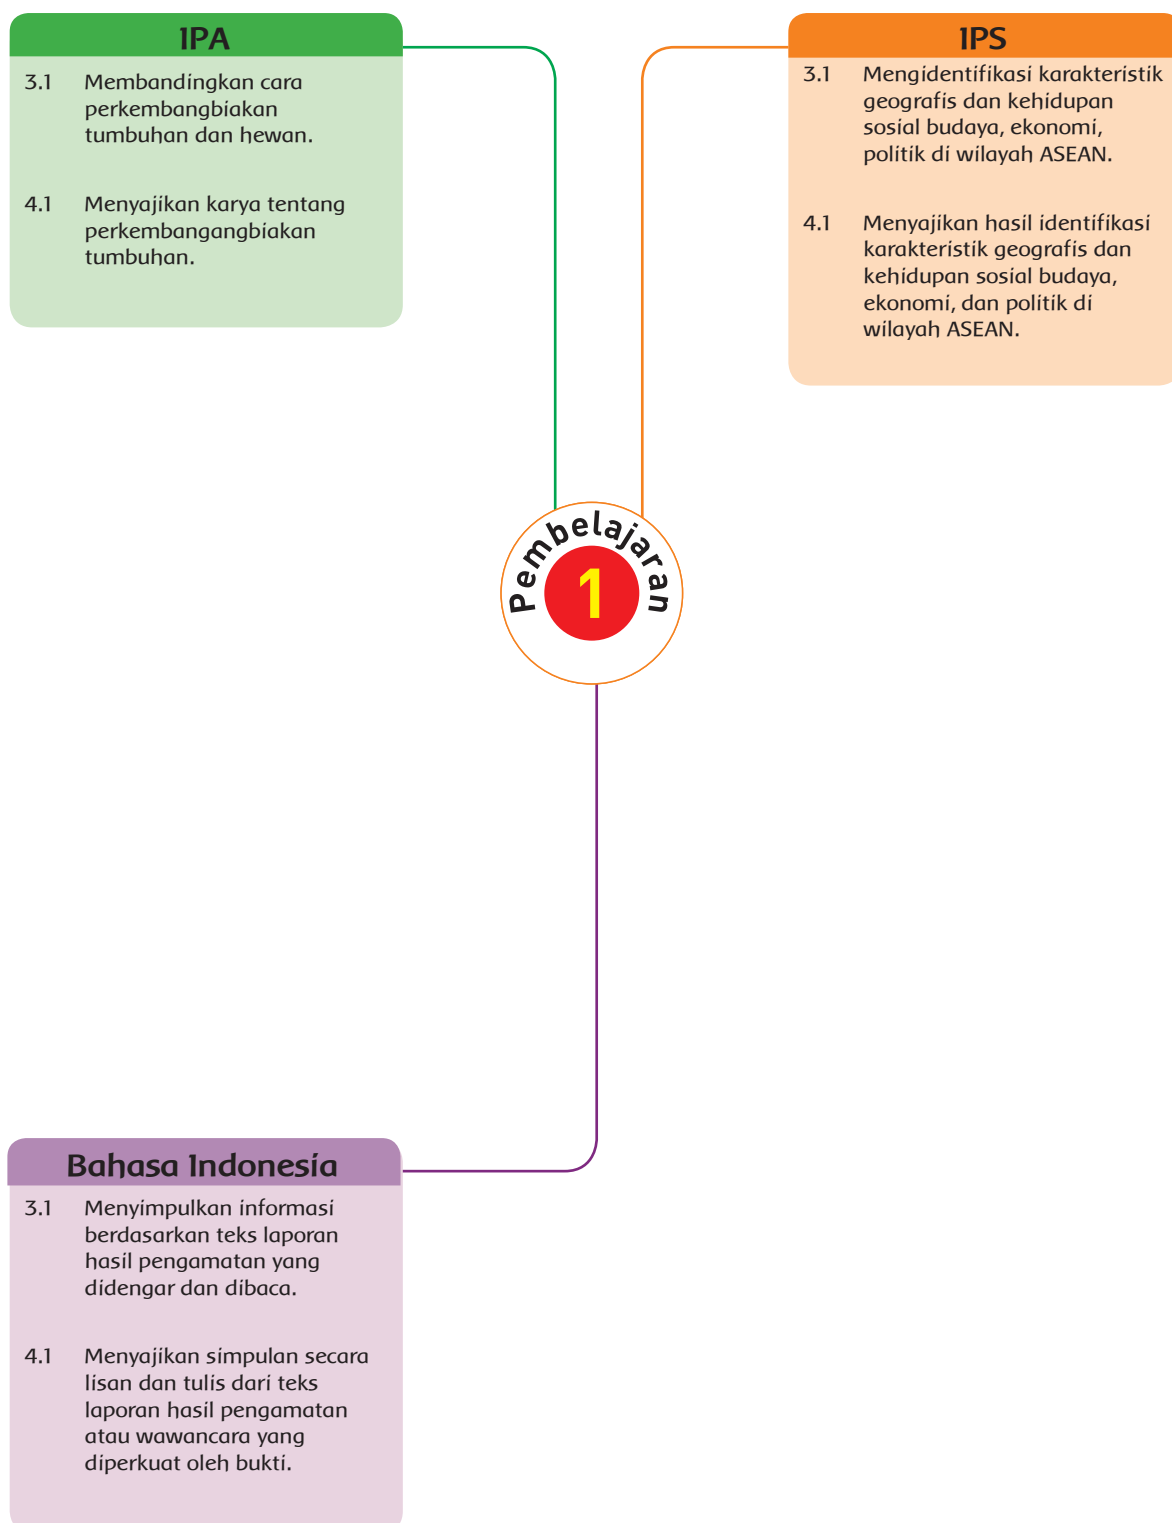 IPA
3.1 Membandingkan cara
perkembangbiakan
tumbuhan dan hewan.
4.1 Menyajikan karya tentang
perkembangangbiakan
tumbuhan.
IPS
3.1 Mengidentifikasi karakteristik
geografis dan kehidupan
sosial budaya, ekonomi,
politik di wilayah ASEAN.
4.1 Menyajikan hasil identifikasi
karakteristik geografis dan
kehidupan sosial budaya,
ekonomi, dan politik di
wilayah ASEAN.
Pembelajaran
1
Bahasa Indonesia
3.1 Menyimpulkan informasi
berdasarkan teks laporan
hasil pengamatan yang
didengar dan dibaca.
4.1 Menyajikan simpulan secara
lisan dan tulis dari teks
laporan hasil pengamatan
atau wawancara yang
diperkuat oleh bukti.